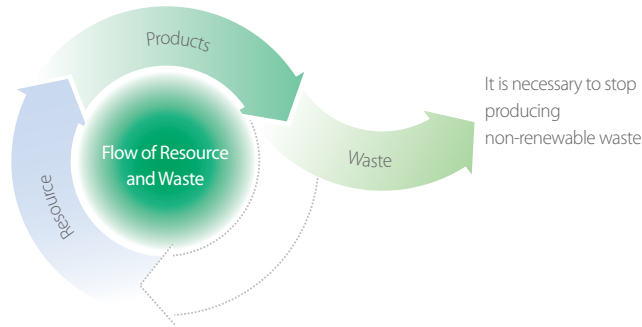 Products
It is necessary to stop
producing
non-renewable waste
Flow of Resource
and Waste
Waste
Resource